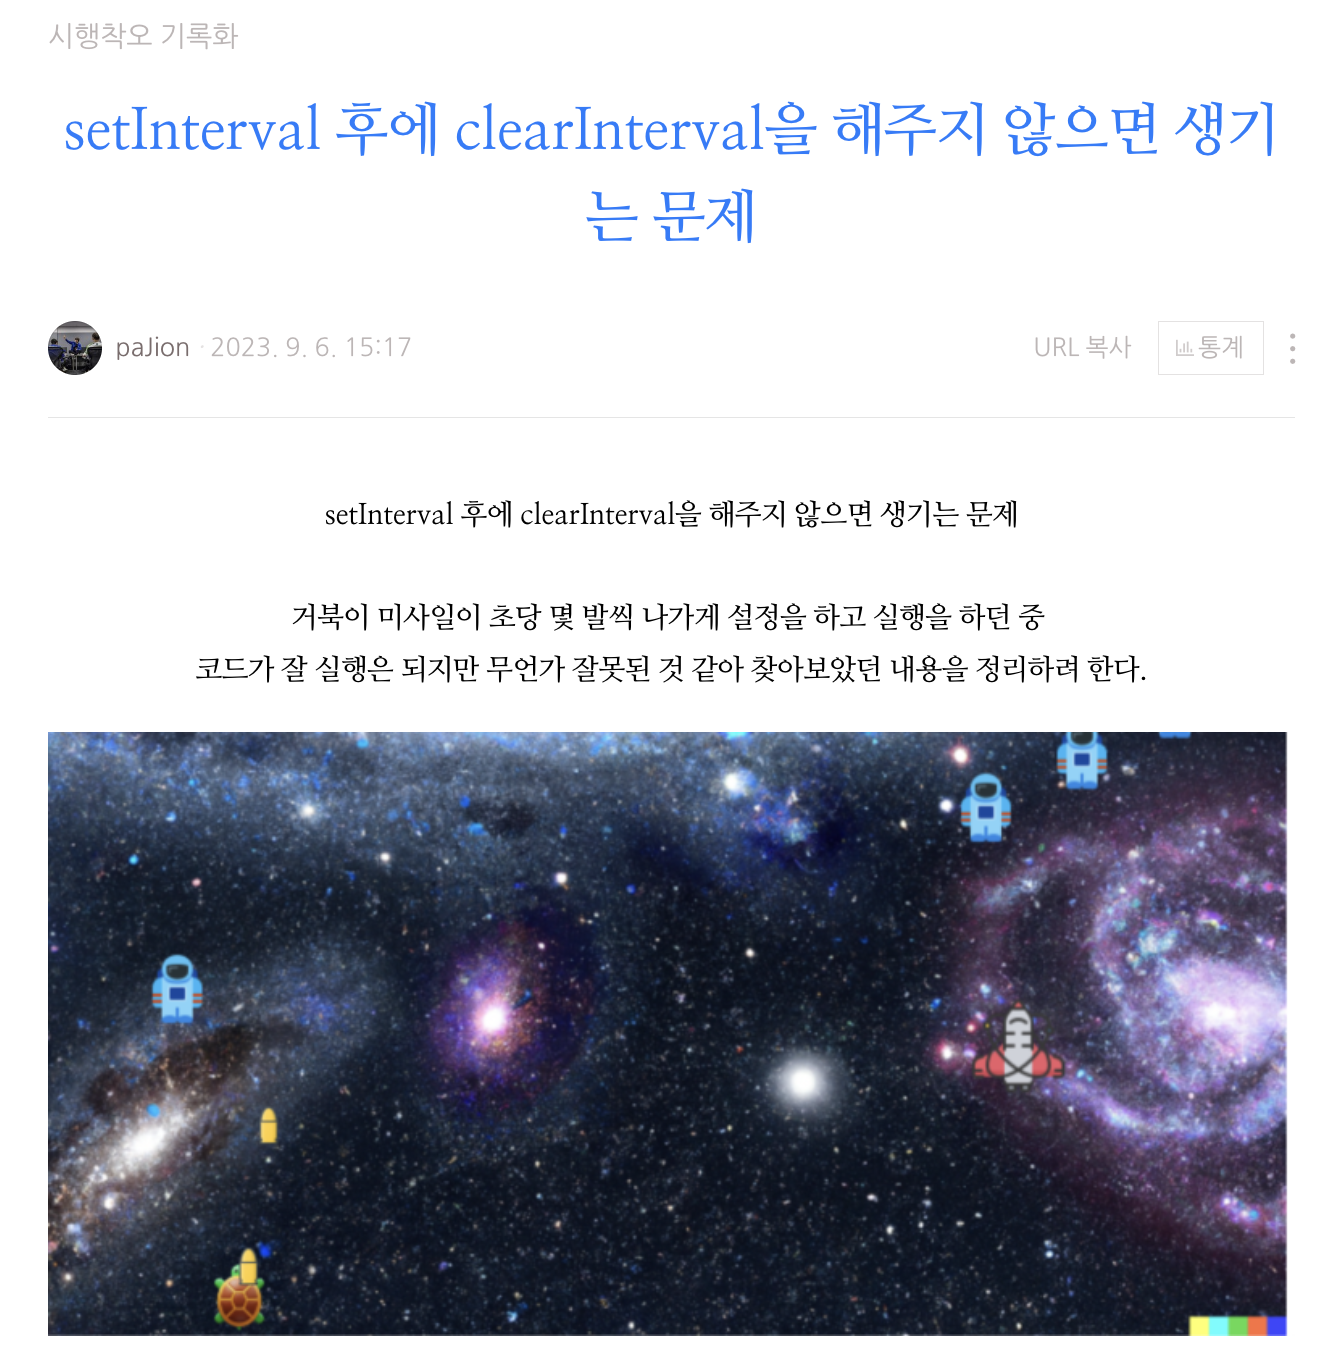 시행착오 기록화
setInterval 후에 clearInterval을 해주지 않으면 생기
는 문제
paJion · 2023. 9. 6. 15:17
URL 복사
통계
setInterval 후에 clearInterval을 해주지 않으면 생기는 문제
거북이 미사일이 초당 몇 발씩 나가게 설정을 하고 실행을 하던 중
코드가 잘 실행은 되지만 무언가 잘못된 것 같아 찾아보았던 내용을 정리하려 한다.